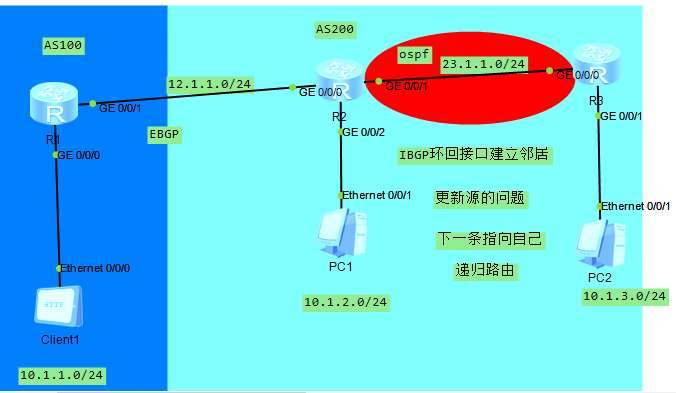 AS100
AS200
ospf
23.1.1.0/24
12.1.1.0/24
GE 0/0/0
GE 0/0/0
GE 0/0/1
R3
R1
GE 0/0/1
R2
GE 0/0/1
EBGP
GE 0/0/2
GE 0/0/0
IBGP环回接口建立邻居
Ethernet 0/0/1
更新源的问题
Ethernet 0/0/1
下一条指向自己
PC1
递归路由
Ethernet 0/0/0
PC2
HTTP
10.1.2.0/24
10.1.3.0/24
Client1
10.1.1.0/24
R
R
R